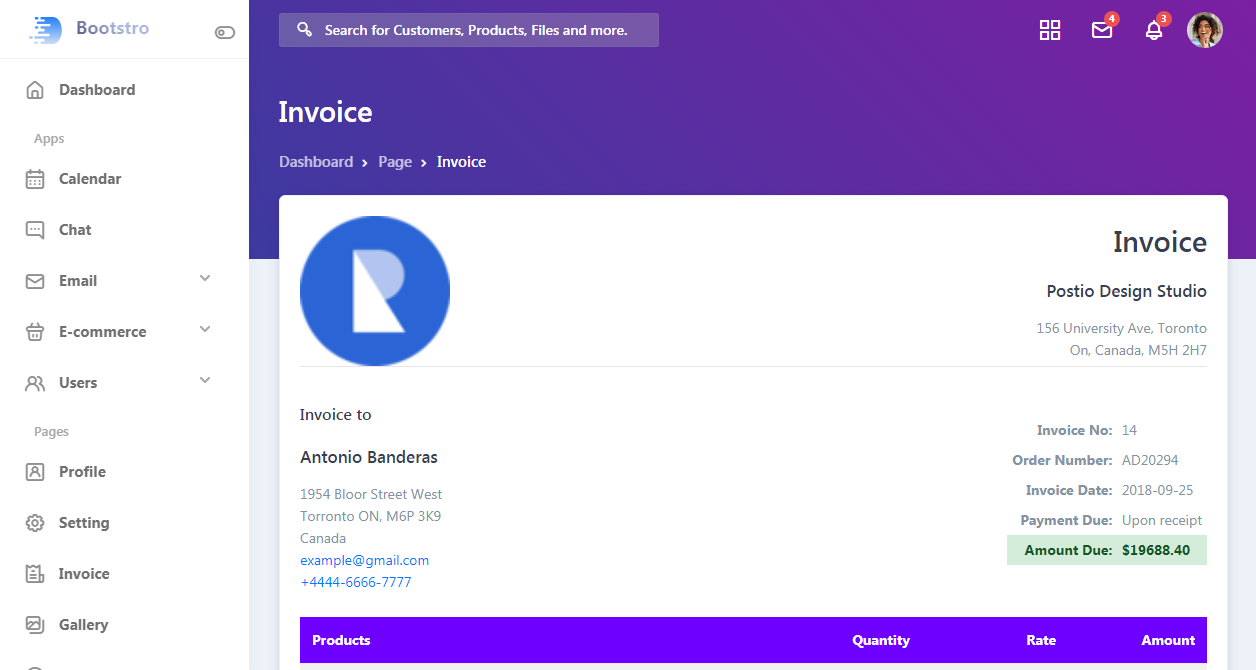 Bootstro
Search for Customers, Products, Files and more.
4
3
Dashboard
Apps
Calendar
Chat
Email
E-commerce
Users
Pages
Profile
Setting
Invoice
Gallery
Invoice
Dashboard > Page > Invoice
R
Invoice
Postio Design Studio
156 University Ave, Toronto
On, Canada, M5H 2H7
Invoice to
Antonio Banderas
1954 Bloor Street West
Torronto ON, M6P 3K9
Canada
example@gmail.com
+4444-6666-7777
Invoice No: 14
Order Number: AD20294
Invoice Date: 2018-09-25
Payment Due: Upon receipt
Amount Due: $19688.40
Products Quantity Rate Amount